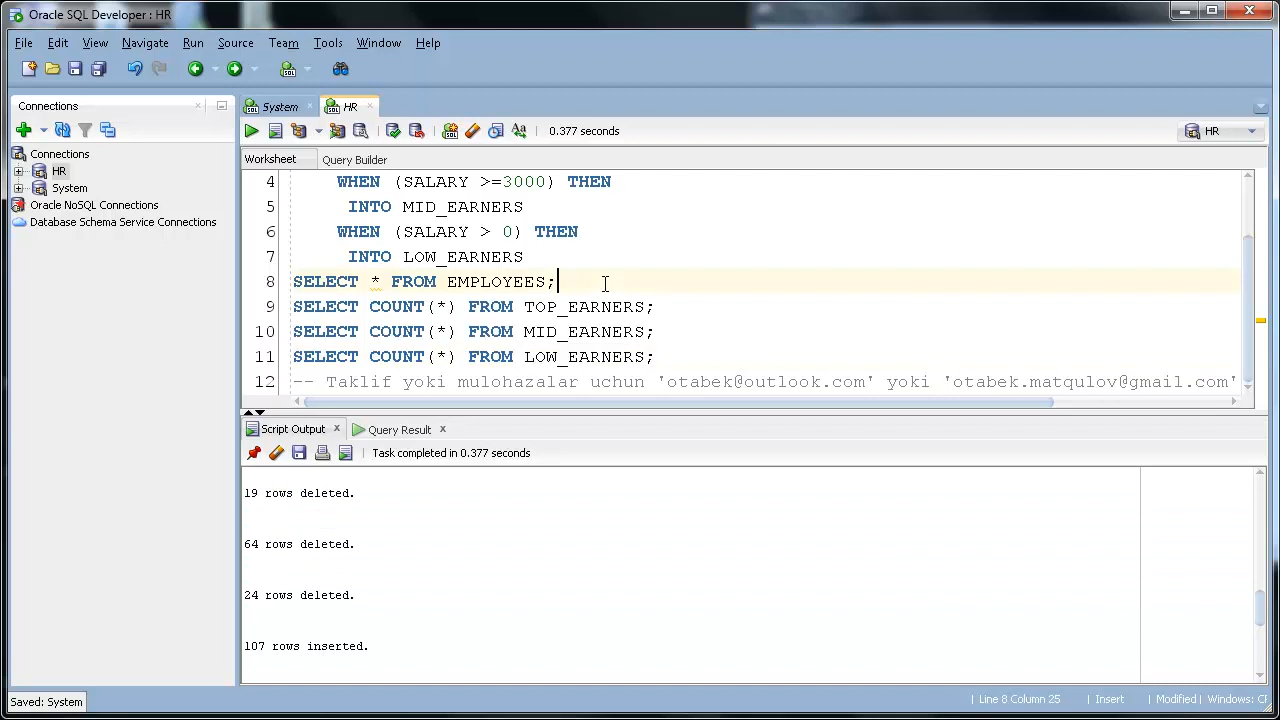 Oracle SQL Developer : HR
File Edit View Navigate Run Source Team Tools Window Help
Connections
Connections
HR
System
Oracle NoSQL Connections
Database Schema Service Connections
System HR
0.377 seconds
HR
Worksheet Query Builder
4 WHEN (SALARY >=3000) THEN
5 INTO MID_EARNERS
6 WHEN (SALARY > 0) THEN
7 INTO LOW_EARNERS
8 SELECT * FROM EMPLOYEES;
9 SELECT COUNT(*) FROM TOP_EARNERS;
10 SELECT COUNT(*) FROM MID_EARNERS;
11 SELECT COUNT(*) FROM LOW_EARNERS;
12 -- Taklif yoki mulohazalar uchun 'otabek@outlook.com' yoki 'otabek.matqulov@gmail.com'
Script Output Query Result
Task completed in 0.377 seconds
19 rows deleted.
64 rows deleted.
24 rows deleted.
107 rows inserted.
Saved: System
Line 8 Column 25 Insert Modified Windows: